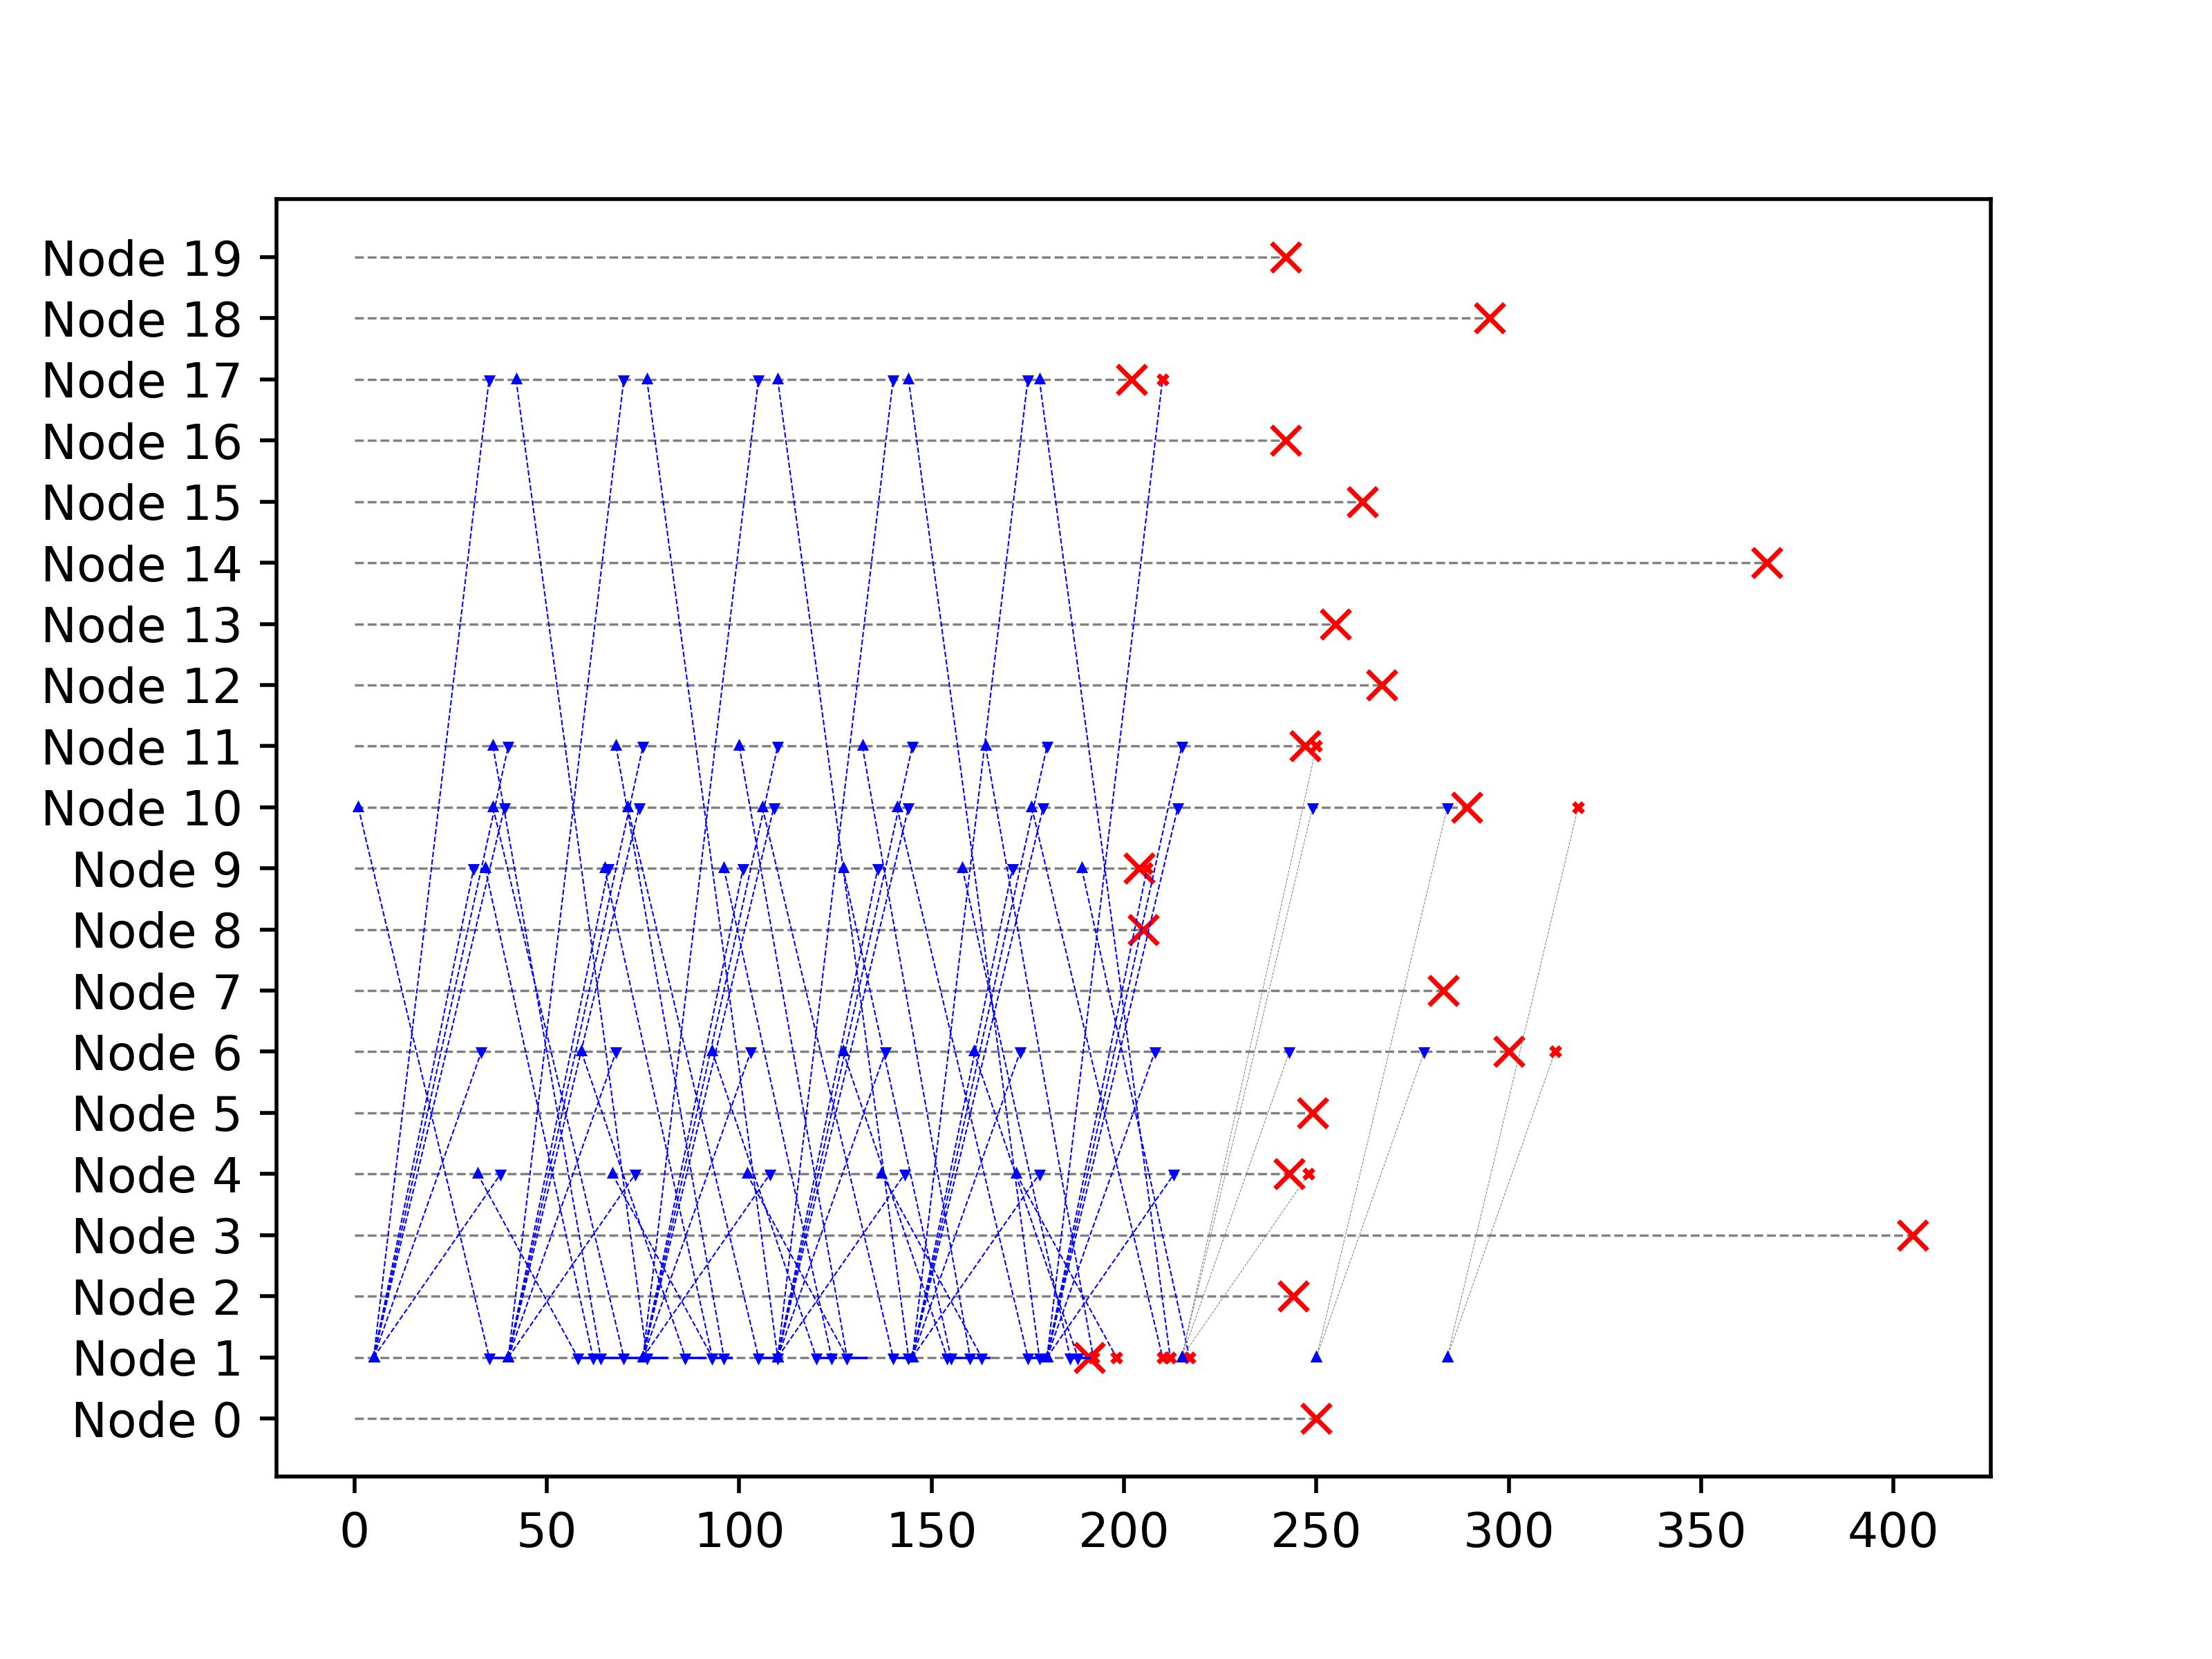 Node 19
Node 18
Node 17
Node 16
Node 15
Node 14
Node 13
Node 12
Node 11
Node 10
Node 9
Node 8
Node 7
Node 6
Node 5
Node 4
Node 3
Node 2
Node 1
Node 0
0 50 100 150 200 250 300 350 400